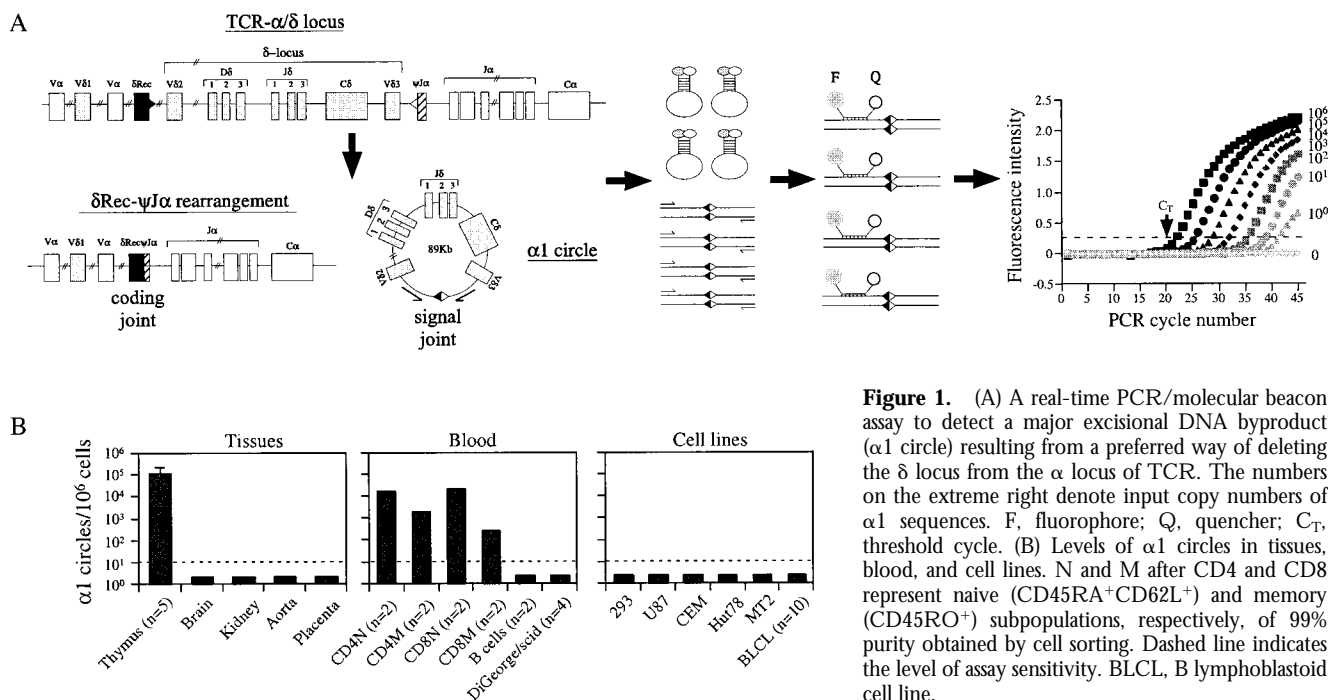 A
TCR-α/δ locus
δ–locus
Dδ Jδ Jα
Vα Vδ1 Vα δRec Vδ2 1 2 3 1 2 3 Cδ Vδ3 ψJα Cα
δRec-ψJα rearrangement
Jα
Vα Vδ1 Vα δRecψJα Cα
coding
joint
Jδ
1 2 3
Dδ
1 2 3
Cδ
89Kb
Vδ2
Vδ3
α1 circle
signal
joint
F Q
Fluorescence intensity
2.5
2.0
1.5
1.0
0.5
0
-0.5
C_T
10⁶
10⁵
10⁴
10³
10²
10¹
10⁰
0
0 5 10 15 20 25 30 35 40 45
PCR cycle number
B
α1 circles/10⁶ cells
10⁶
10⁵
10⁴
10³
10²
10¹
10⁰
Tissues
Thymus (n=5)
Brain
Kidney
Aorta
Placenta
Blood
CD4N (n=2)
CD4M (n=2)
CD8N (n=2)
CD8M (n=2)
B cells (n=2)
DiGeorge/scid (n=4)
Cell lines
293
U87
CEM
Hut78
MT2
BLCL (n=10)
Figure 1. (A) A real-time PCR/molecular beacon
assay to detect a major excisional DNA byproduct
(α1 circle) resulting from a preferred way of deleting
the δ locus from the α locus of TCR. The numbers
on the extreme right denote input copy numbers of
α1 sequences. F, fluorophore; Q, quencher; C_T,
threshold cycle. (B) Levels of α1 circles in tissues,
blood, and cell lines. N and M after CD4 and CD8
represent naive (CD45RA⁺CD62L⁺) and memory
(CD45RO⁺) subpopulations, respectively, of 99%
purity obtained by cell sorting. Dashed line indicates
the level of assay sensitivity. BLCL, B lymphoblastoid
cell line.